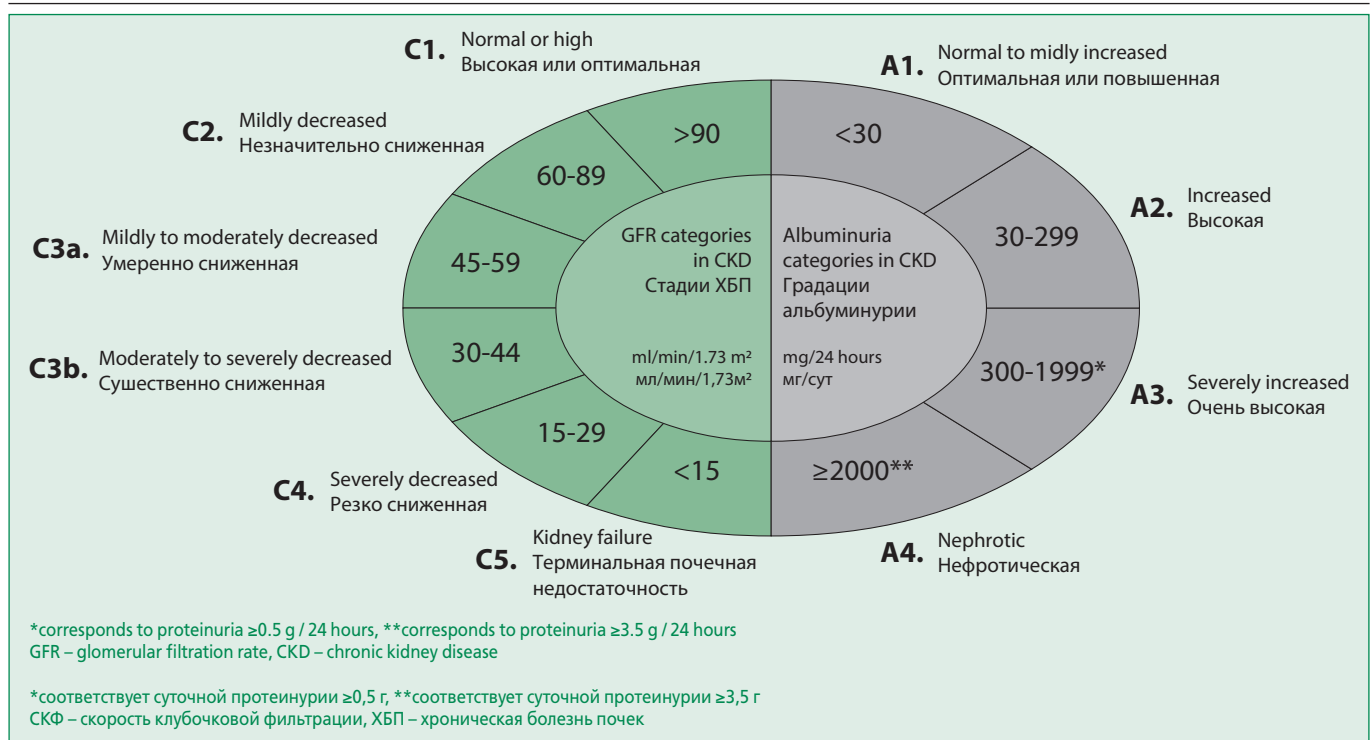 C1. Normal or high
Высокая или оптимальная
A1. Normal to midly increased
Оптимальная или повышенная
C2. Mildly decreased
Незначительно сниженная
>90
<30
60-89
A2. Increased
Высокая
30-299
C3a. Mildly to moderately decreased
Умеренно сниженная
45-59
GFR categories
in CKD
Стадии ХБП
ml/min/1.73 m²
мл/мин/1,73м²
Albuminuria
categories in CKD
Градации
альбуминурии
mg/24 hours
мг/сут
C3b. Moderately to severely decreased
Сушественно сниженная
30-44
300-1999*
A3. Severely increased
Очень высокая
15-29
<15
≥2000**
C4. Severely decreased
Резко сниженная
C5. Kidney failure
Терминальная почечная
недостаточность
A4. Nephrotic
Нефротическая
*corresponds to proteinuria ≥0.5 g / 24 hours, **corresponds to proteinuria ≥3.5 g / 24 hours
GFR – glomerular filtration rate, CKD – chronic kidney disease
*соответствует суточной протеинурии ≥0,5 г, **соответствует суточной протеинурии ≥3,5 г
СКФ – скорость клубочковой фильтрации, ХБП – хроническая болезнь почек